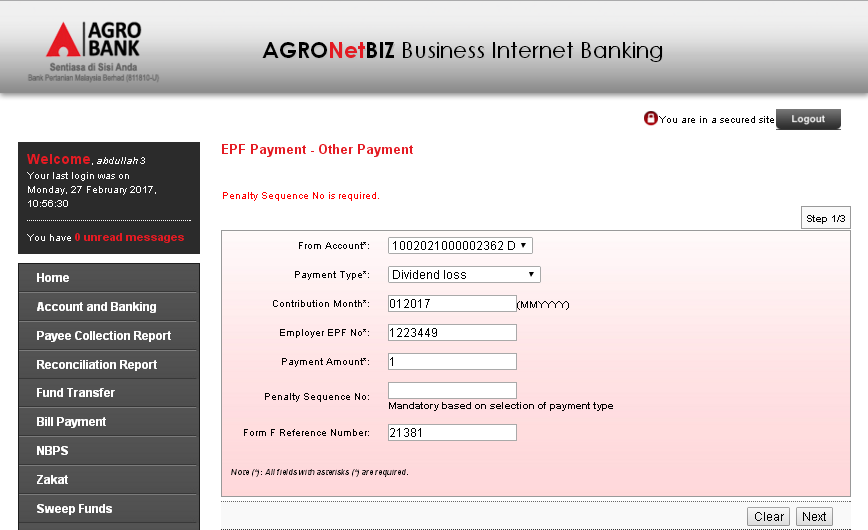 AGRO
BANK
Sentiasa di Sisi Anda
Bank Pertanian Malaysia Berhad (811810-U)
AGRONetBIZ Business Internet Banking
You are in a secured site
Logout
Welcome, abdullah3
Your last login was on
Monday, 27 February 2017,
10:56:30
You have 0 unread messages
Home
Account and Banking
Payee Collection Report
Reconciliation Report
Fund Transfer
Bill Payment
NBPS
Zakat
Sweep Funds
EPF Payment - Other Payment
Penalty Sequence No is required.
Step 1/3
From Account*: 1002021000002362 D
Payment Type*: Dividend loss
Contribution Month*: 012017 (MMYYYY)
Employer EPF No*: 1223449
Payment Amount*: 1
Penalty Sequence No:
Mandatory based on selection of payment type
Form F Reference Number: 21381
Note (*): All fields with asterisks (*) are required.
Clear Next